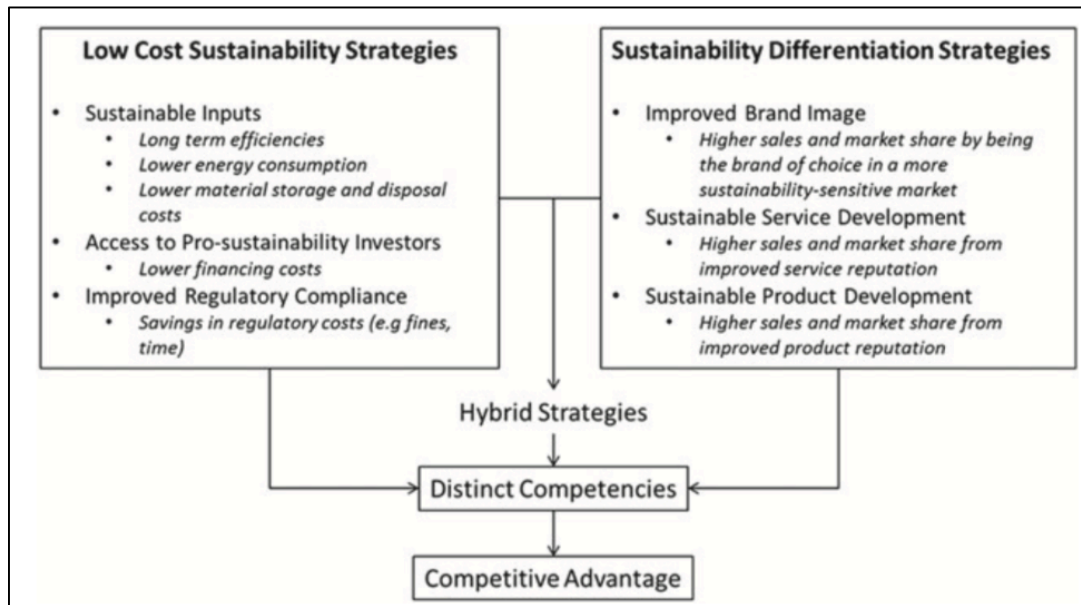 Low Cost Sustainability Strategies
• Sustainable Inputs
• Long term efficiencies
• Lower energy consumption
• Lower material storage and disposal
costs
• Access to Pro-sustainability Investors
• Lower financing costs
• Improved Regulatory Compliance
• Savings in regulatory costs (e.g fines,
time)
Sustainability Differentiation Strategies
• Improved Brand Image
• Higher sales and market share by being
the brand of choice in a more
sustainability-sensitive market
• Sustainable Service Development
• Higher sales and market share from
improved service reputation
• Sustainable Product Development
• Higher sales and market share from
improved product reputation
Hybrid Strategies
Distinct Competencies
Competitive Advantage